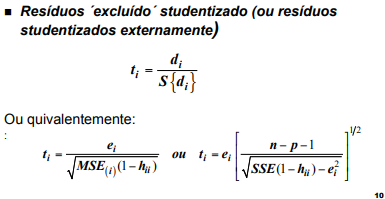 ▪ Resíduos ´excluído´ studentizado (ou resíduos
studentizados externamente)
t_i = d_i / S{d_i}
Ou quivalentemente:
:
t_i = e_i / √(MSE_(i)(1 − h_ii)) ou t_i = e_i [ (n − p − 1) / √(SSE(1 − h_ii) − e_i^2) ]^1/2
10